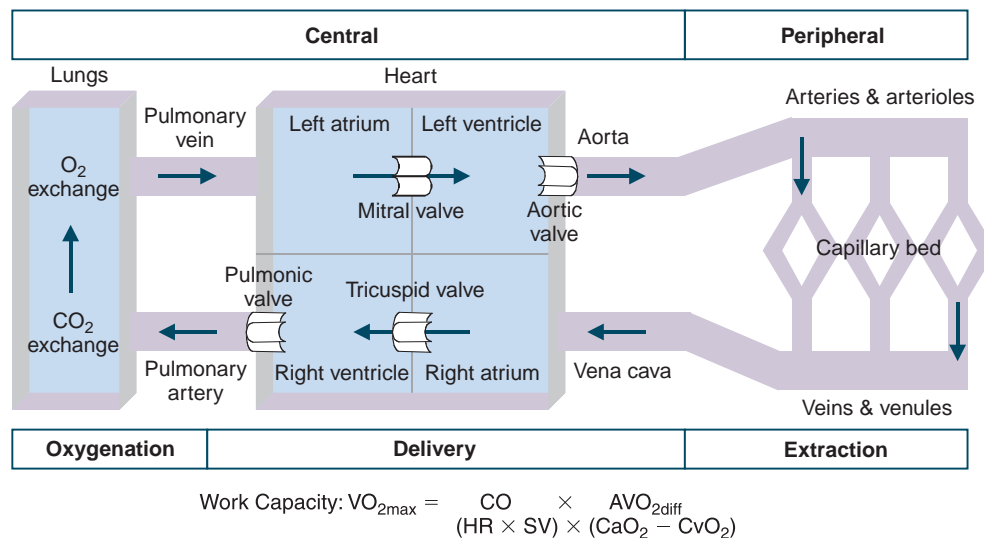 Central
Peripheral
Lungs
Heart
Arteries & arterioles
Pulmonary
vein
Left atrium
Left ventricle
Aorta
O₂
exchange
Mitral valve
Aortic
valve
Capillary bed
Pulmonic
valve
Tricuspid valve
CO₂
exchange
Pulmonary
artery
Right ventricle
Right atrium
Vena cava
Veins & venules
Oxygenation
Delivery
Extraction
Work Capacity: VO₂max = CO × AVO₂diff
(HR × SV) × (CaO₂ − CvO₂)